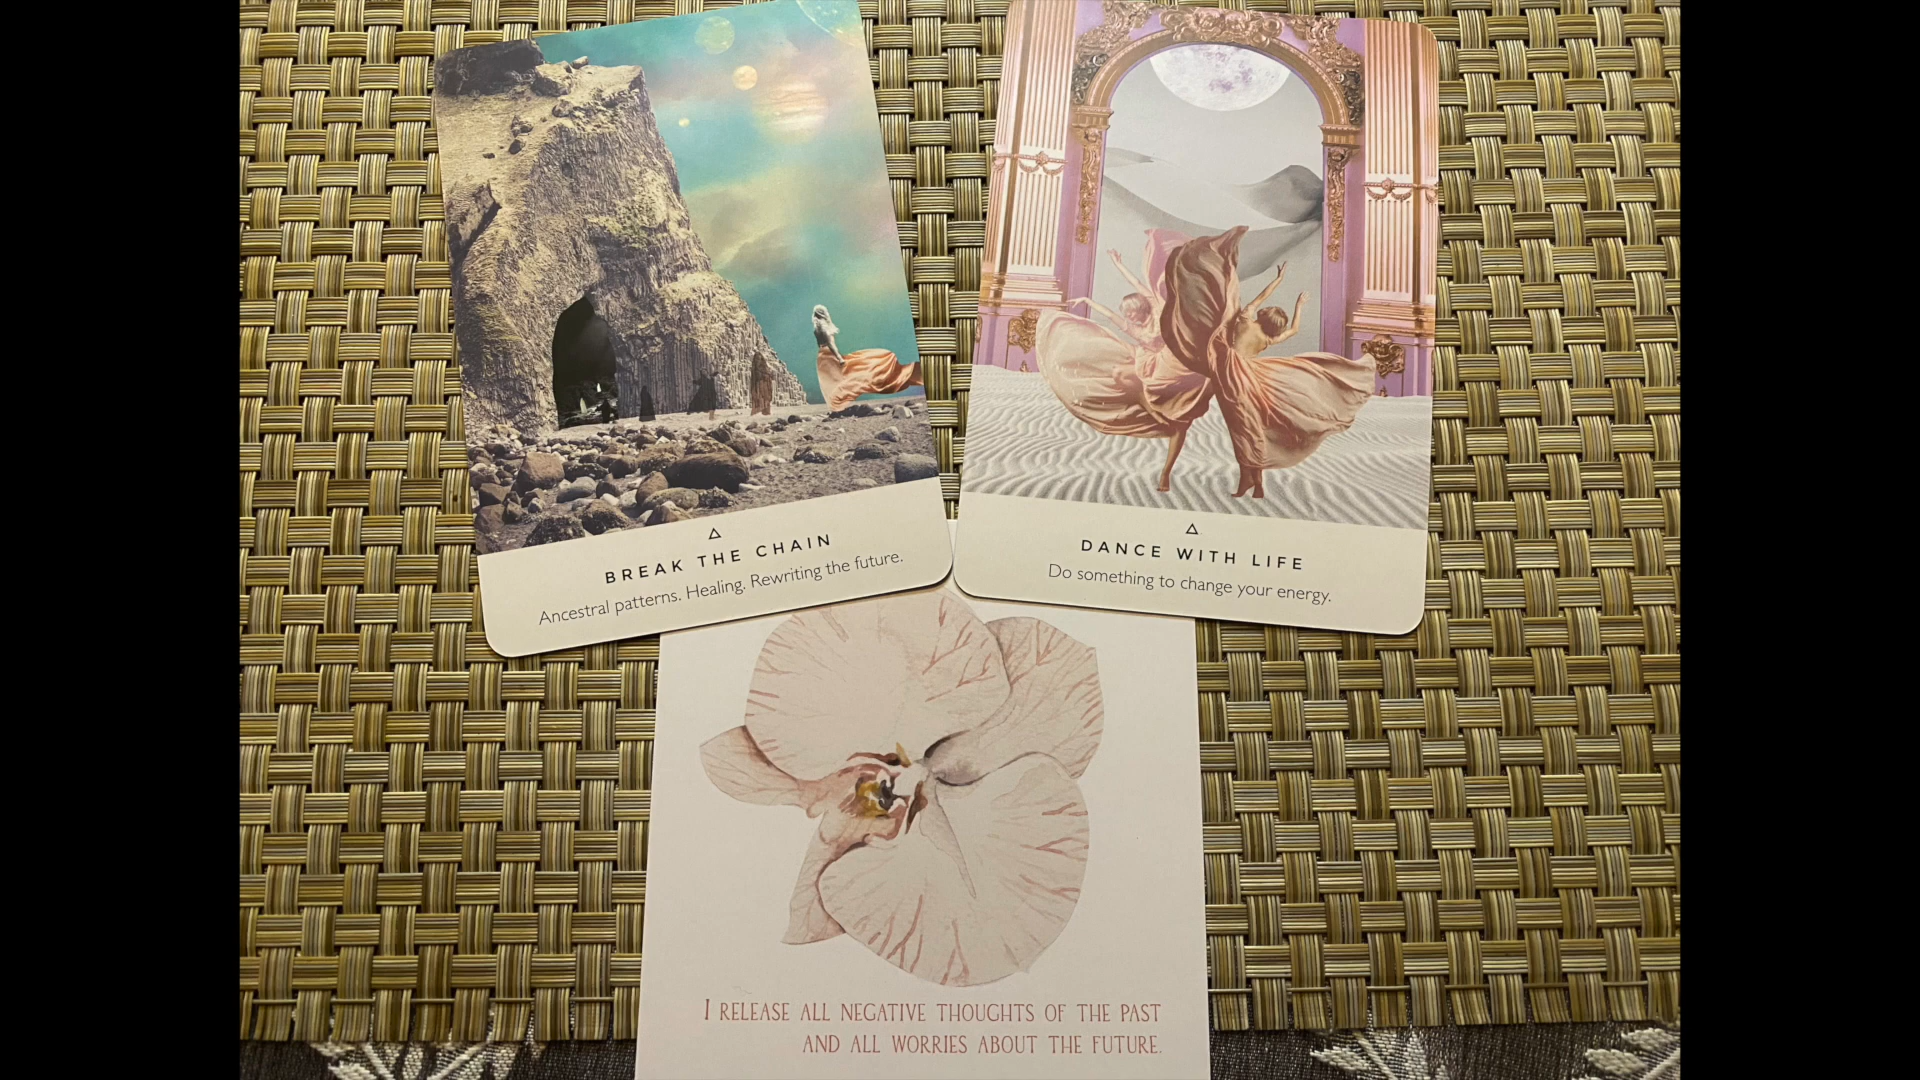 BREAK THE CHAIN
Ancestral patterns. Healing. Rewriting the future.
DANCE WITH LIFE
Do something to change your energy.
I RELEASE ALL NEGATIVE THOUGHTS OF THE PAST
AND ALL WORRIES ABOUT THE FUTURE.